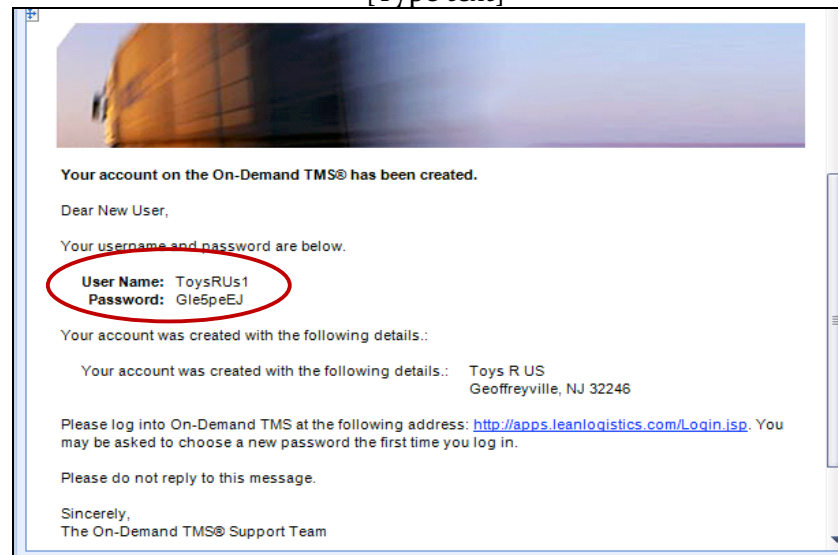 [Type text]
Your account on the On-Demand TMS® has been created.
Dear New User,
Your username and password are below.
User Name: ToysRUs1
Password: Gle5peEJ
Your account was created with the following details.:
Your account was created with the following details.: Toys R US
Geoffreyville, NJ 32246
Please log into On-Demand TMS at the following address: http://apps.leanlogistics.com/Login.jsp. You
may be asked to choose a new password the first time you log in.
Please do not reply to this message.
Sincerely,
The On-Demand TMS® Support Team